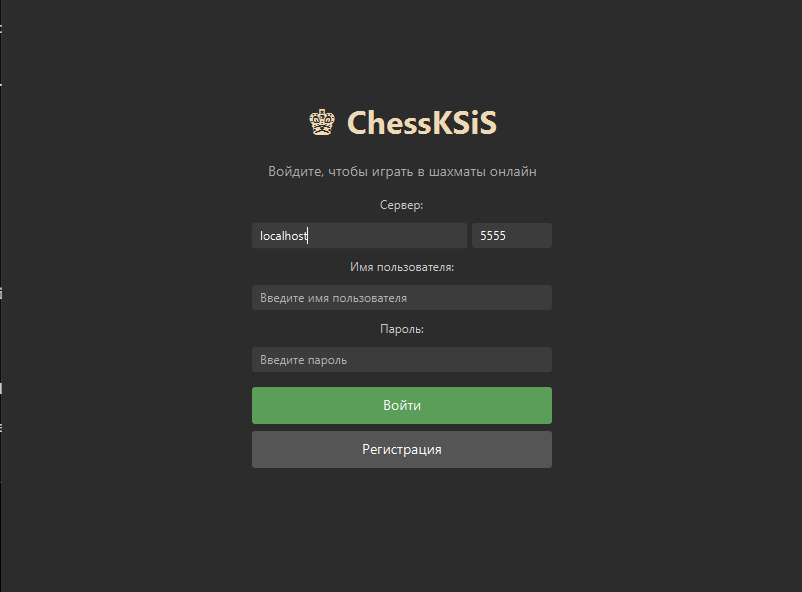 ♚ ChessKSiS
Войдите, чтобы играть в шахматы онлайн
Сервер:
localhost 5555
Имя пользователя:
Введите имя пользователя
Пароль:
Введите пароль
Войти
Регистрация